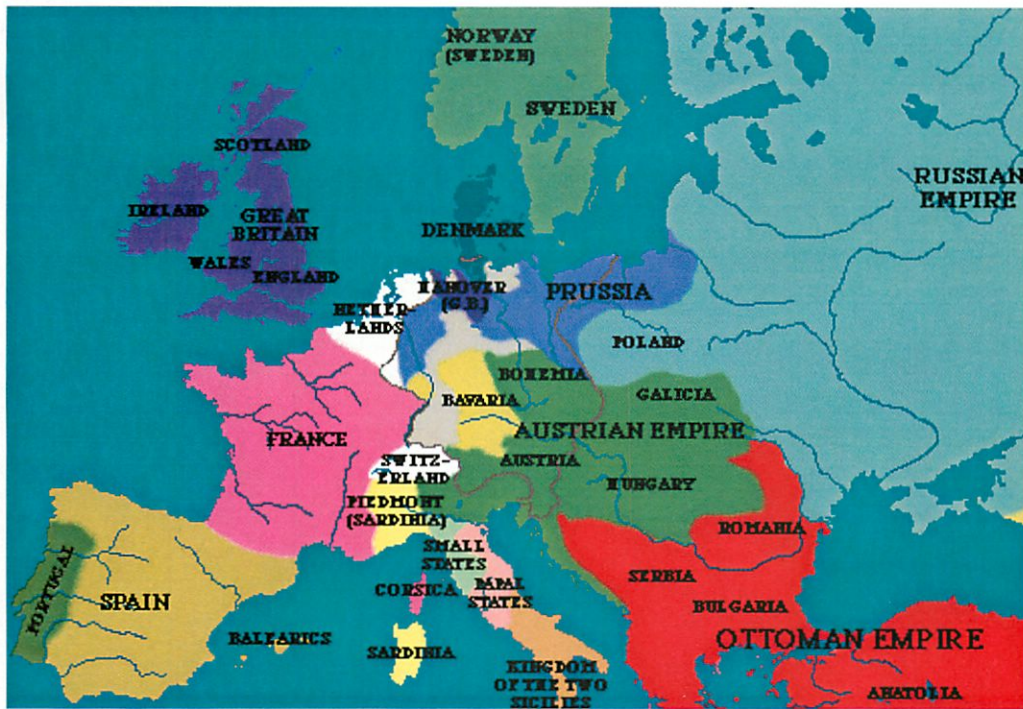 NORWAY
(SWEDEN)
SWEDEN
SCOTLAND
RUSSIAN
EMPIRE
IRELAND
GREAT
BRITAIN
DENMARK
WALES
ENGLAND
HANOVER
(G.B.)
PRUSSIA
NETHER-
LANDS
POLAND
BOHEMIA
BAVARIA
GALICIA
FRANCE
AUSTRIAN EMPIRE
SWITZ-
ERLAND
AUSTRIA
HUNGARY
PIEDMONT
(SARDINIA)
ROMANIA
SMALL
STATES
PORTUGAL
SPAIN
CORSICA
PAPAL
STATES
SERBIA
BULGARIA
BALEARICS
SARDINIA
OTTOMAN EMPIRE
KINGDOM
OF THE TWO
SICILIES
ANATOLIA